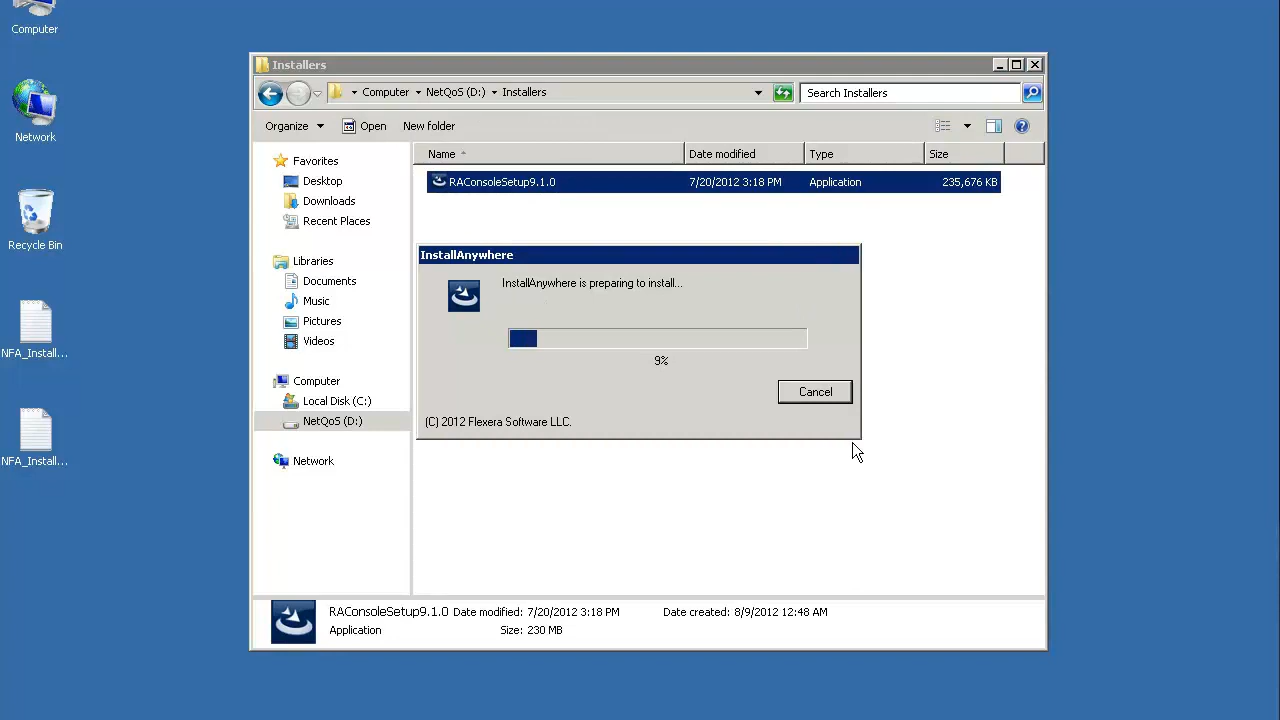 Computer
Network
Recycle Bin
NFA_Install...
NFA_Install...
Installers
Computer NetQoS (D:) Installers
Search Installers
Organize Open New folder
Name Date modified Type Size
RAConsoleSetup9.1.0 7/20/2012 3:18 PM Application 235,676 KB
Favorites
Desktop
Downloads
Recent Places
Libraries
Documents
Music
Pictures
Videos
Computer
Local Disk (C:)
NetQoS (D:)
Network
InstallAnywhere
InstallAnywhere is preparing to install...
9%
Cancel
(C) 2012 Flexera Software LLC.
RAConsoleSetup9.1.0 Date modified: 7/20/2012 3:18 PM Date created: 8/9/2012 12:48 AM
Application Size: 230 MB